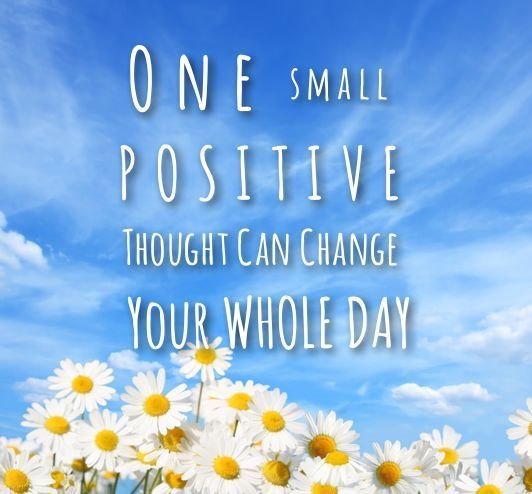 One small
POSITIVE
Thought Can Change
Your WHOLE DAY